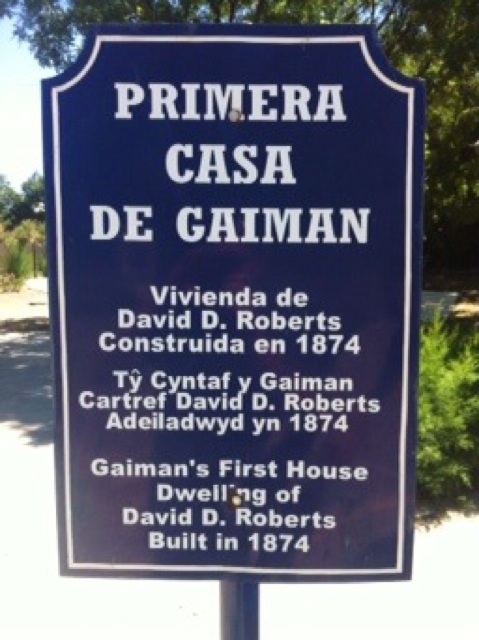 PRIMERA
CASA
DE GAIMAN
Vivienda de
David D. Roberts
Construida en 1874
Tŷ Cyntaf y Gaiman
Cartref David D. Roberts
Adeiladwyd yn 1874
Gaiman's First House
Dwelling of
David D. Roberts
Built in 1874